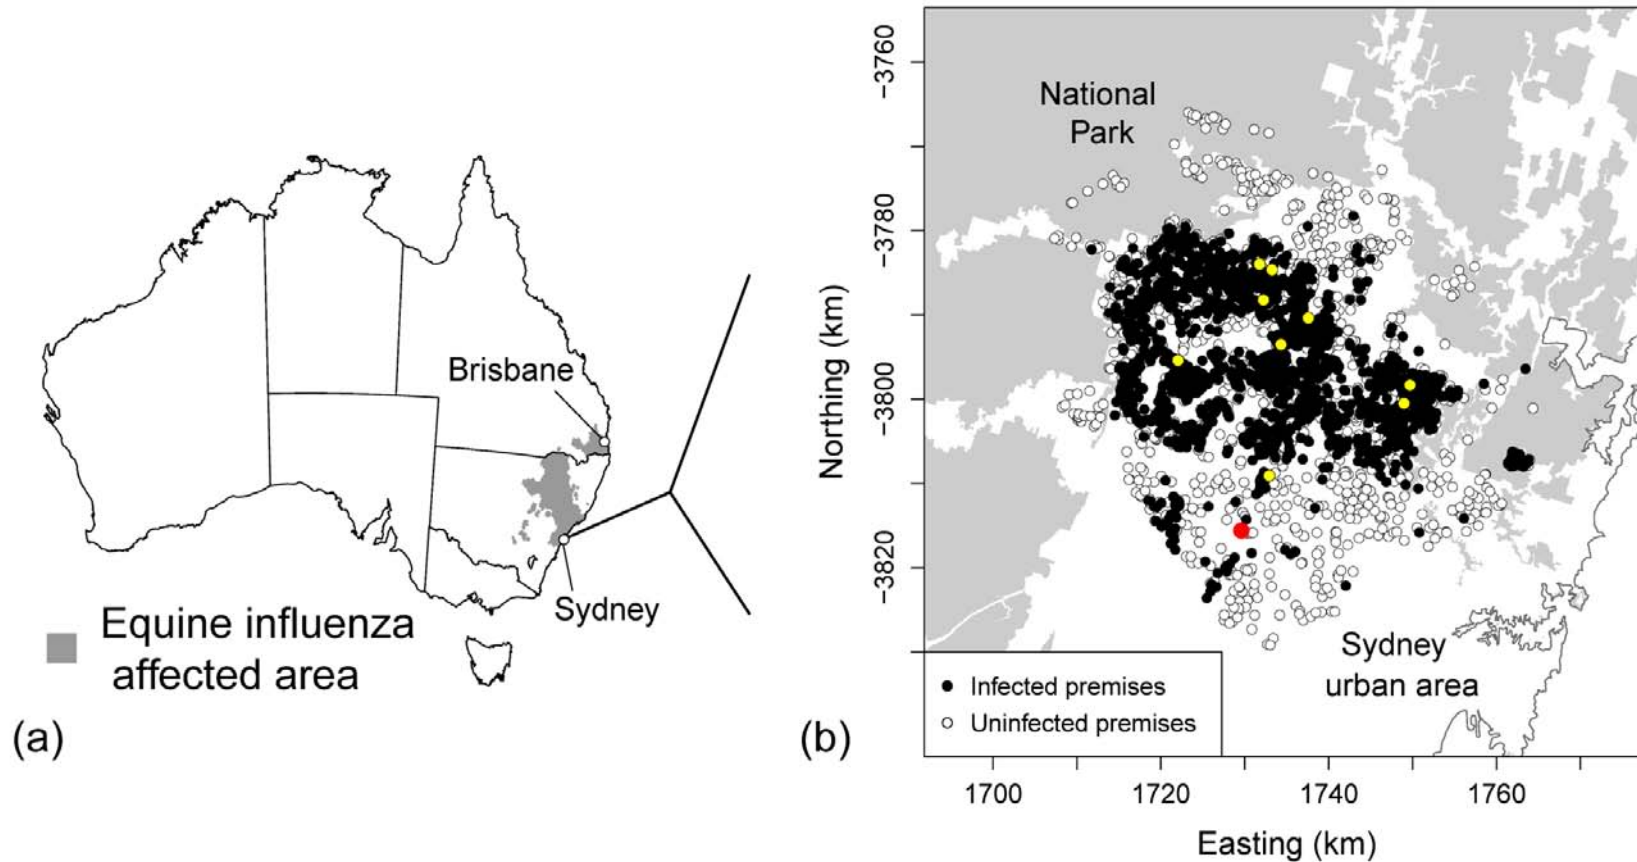 Brisbane
Sydney
Equine influenza
affected area
(a)
National
Park
Sydney
urban area
Infected premises
Uninfected premises
(b)
Northing (km)
−3760
−3780
−3800
−3820
1700
1720
1740
1760
Easting (km)